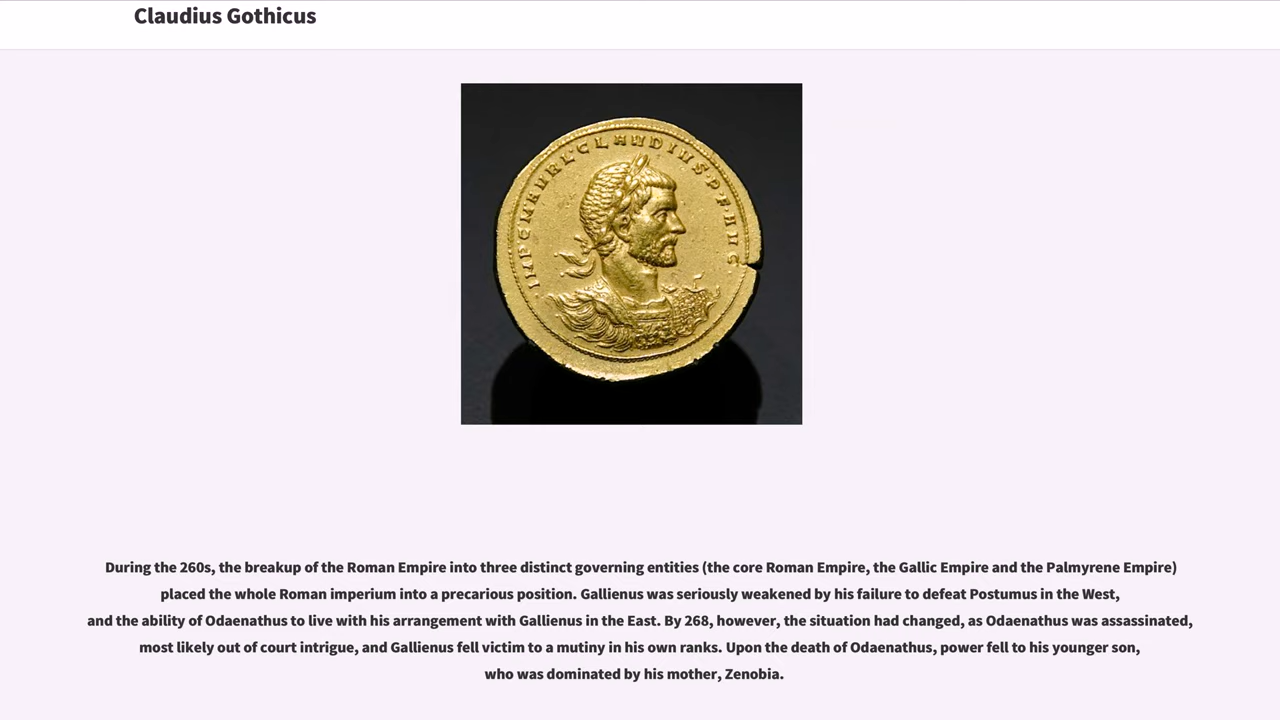 Claudius Gothicus
IMP C M AVRL CLAVDIVS P F AVG
During the 260s, the breakup of the Roman Empire into three distinct governing entities (the core Roman Empire, the Gallic Empire and the Palmyrene Empire)
placed the whole Roman imperium into a precarious position. Gallienus was seriously weakened by his failure to defeat Postumus in the West,
and the ability of Odaenathus to live with his arrangement with Gallienus in the East. By 268, however, the situation had changed, as Odaenathus was assassinated,
most likely out of court intrigue, and Gallienus fell victim to a mutiny in his own ranks. Upon the death of Odaenathus, power fell to his younger son,
who was dominated by his mother, Zenobia.